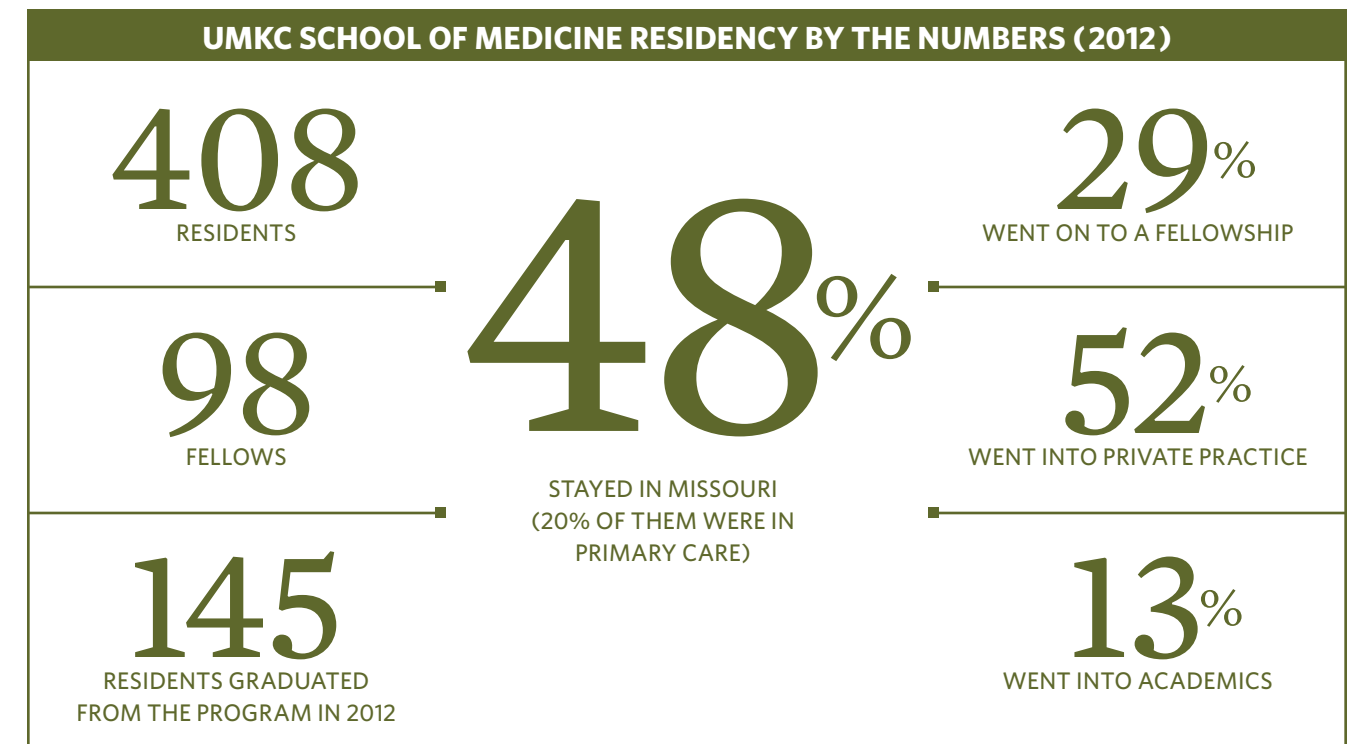 UMKC SCHOOL OF MEDICINE RESIDENCY BY THE NUMBERS (2012)
408
RESIDENTS
98
FELLOWS
145
RESIDENTS GRADUATED
FROM THE PROGRAM IN 2012
48%
STAYED IN MISSOURI
(20% OF THEM WERE IN
PRIMARY CARE)
29%
WENT ON TO A FELLOWSHIP
52%
WENT INTO PRIVATE PRACTICE
13%
WENT INTO ACADEMICS